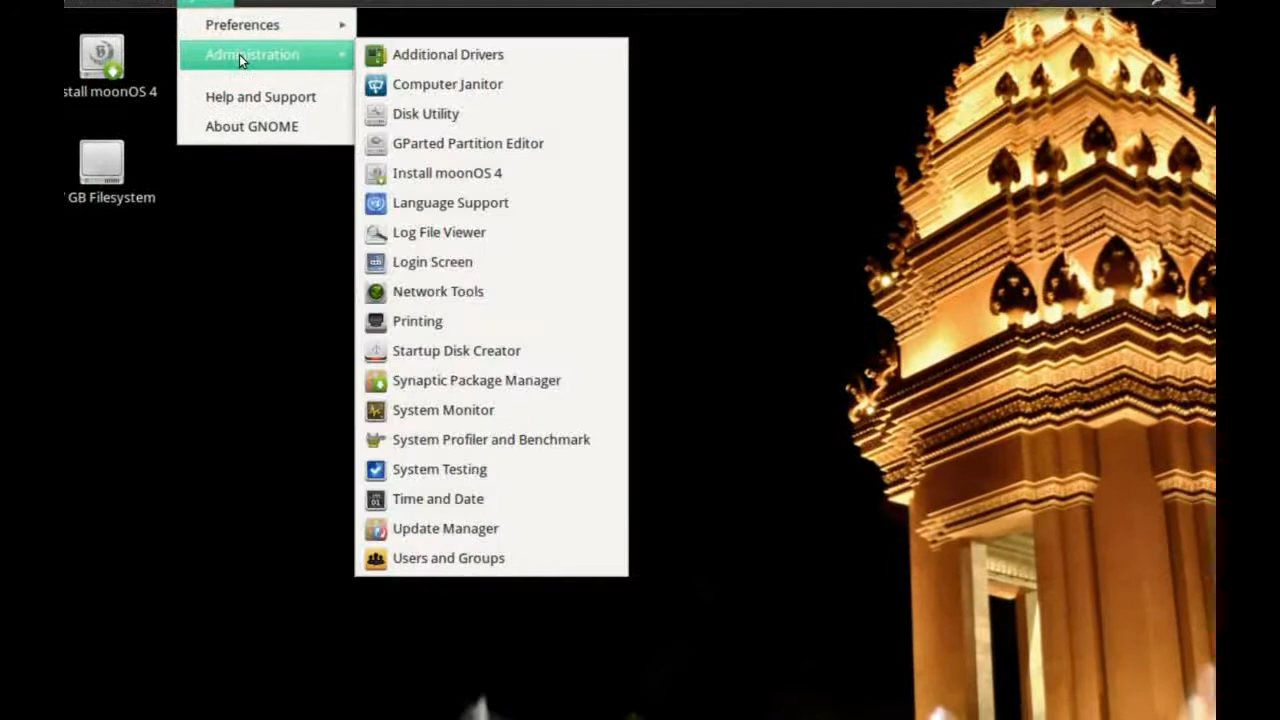 Preferences
Administration
Help and Support
About GNOME
stall moonOS 4
GB Filesystem
Additional Drivers
Computer Janitor
Disk Utility
GParted Partition Editor
Install moonOS 4
Language Support
Log File Viewer
Login Screen
Network Tools
Printing
Startup Disk Creator
Synaptic Package Manager
System Monitor
System Profiler and Benchmark
System Testing
Time and Date
Update Manager
Users and Groups